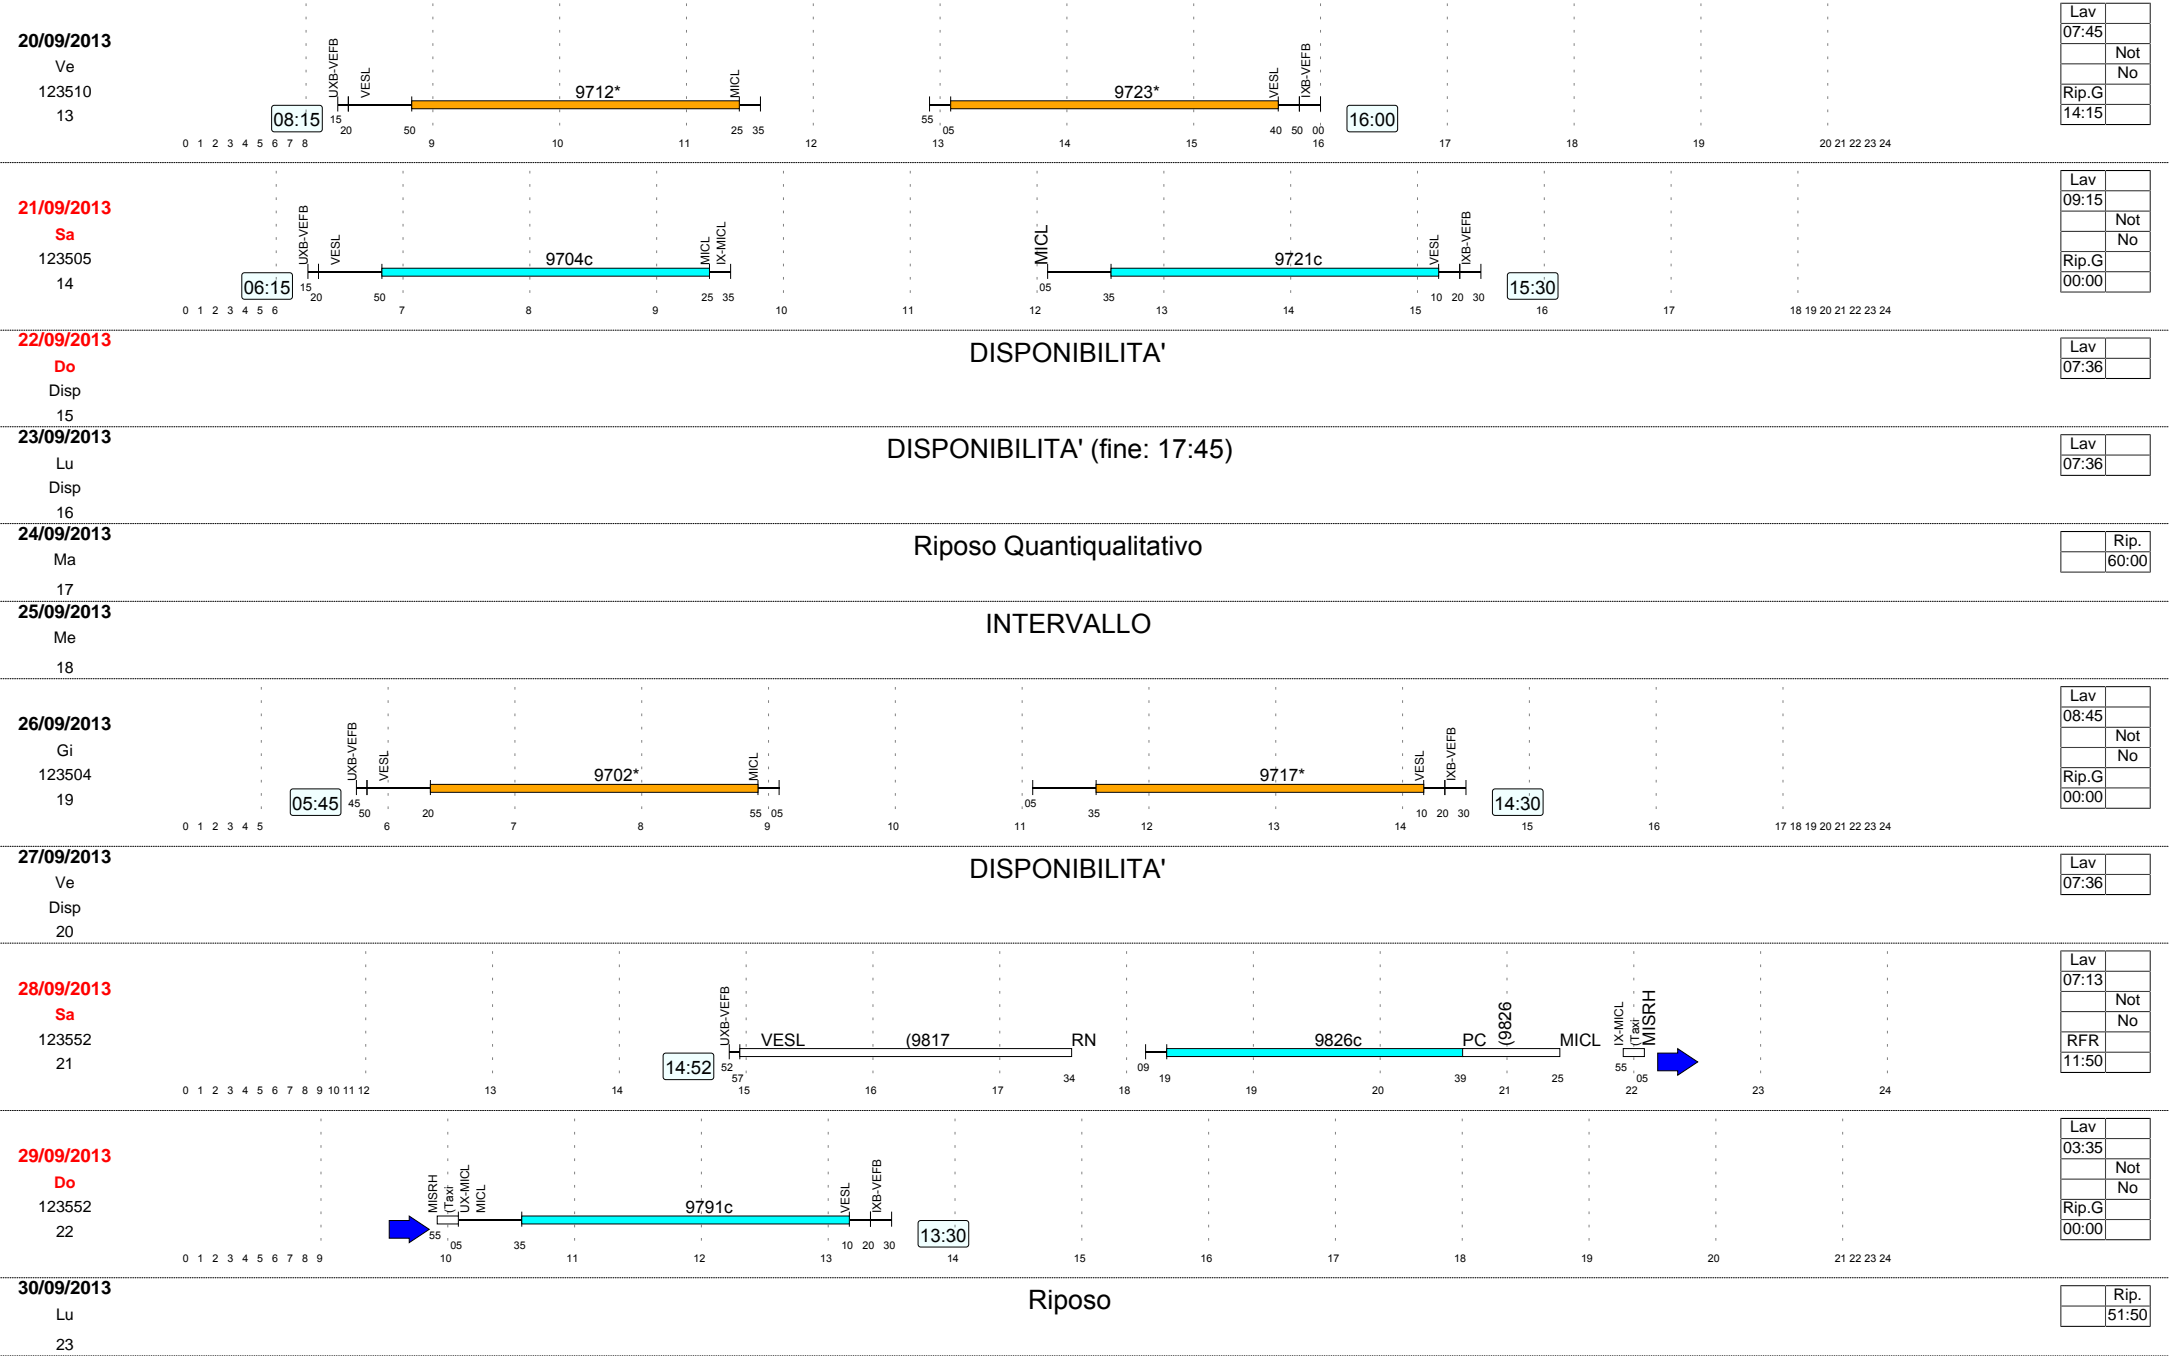 20/09/2013
Ve
123510
13
08:15
UXB-VEFB
VESL
9712*
MICL
9723*
VESL
IXB-VEFB
16:00
15 20 50 25 35 55 05 40 50 00
0 1 2 3 4 5 6 7 8 9 10 11 12 13 14 15 16 17 18 19 20 21 22 23 24
Lav
07:45
Not
No
Rip.G
14:15
21/09/2013
Sa
123505
14
06:15
UXB-VEFB
VESL
9704c
MICL
IX-MICL
MICL
9721c
VESL
IXB-VEFB
15:30
15 20 50 25 35 05 35 10 20 30
0 1 2 3 4 5 6 7 8 9 10 11 12 13 14 15 16 17 18 19 20 21 22 23 24
Lav
09:15
Not
No
Rip.G
00:00
22/09/2013
Do
Disp
15
DISPONIBILITA'
Lav
07:36
23/09/2013
Lu
Disp
16
DISPONIBILITA' (fine: 17:45)
Lav
07:36
24/09/2013
Ma
17
Riposo Quantiqualitativo
Rip.
60:00
25/09/2013
Me
18
INTERVALLO
26/09/2013
Gi
123504
19
05:45
UXB-VEFB
VESL
9702*
MICL
9717*
VESL
IXB-VEFB
14:30
45 50 20 55 05 05 35 10 20 30
0 1 2 3 4 5 6 7 8 9 10 11 12 13 14 15 16 17 18 19 20 21 22 23 24
Lav
08:45
Not
No
Rip.G
00:00
27/09/2013
Ve
Disp
20
DISPONIBILITA'
Lav
07:36
28/09/2013
Sa
123552
21
14:52
UXB-VEFB
VESL
(9817
RN
9826c
PC
(9826
MICL
IX-MICL
(Taxi
MISRH
52 57 34 09 19 39 25 55 05
0 1 2 3 4 5 6 7 8 9 10 11 12 13 14 15 16 17 18 19 20 21 22 23 24
Lav
07:13
Not
No
RFR
11:50
29/09/2013
Do
123552
22
MISRH
(Taxi
UX-MICL
MICL
9791c
VESL
IXB-VEFB
13:30
55 05 35 10 20 30
0 1 2 3 4 5 6 7 8 9 10 11 12 13 14 15 16 17 18 19 20 21 22 23 24
Lav
03:35
Not
No
Rip.G
00:00
30/09/2013
Lu
23
Riposo
Rip.
51:50